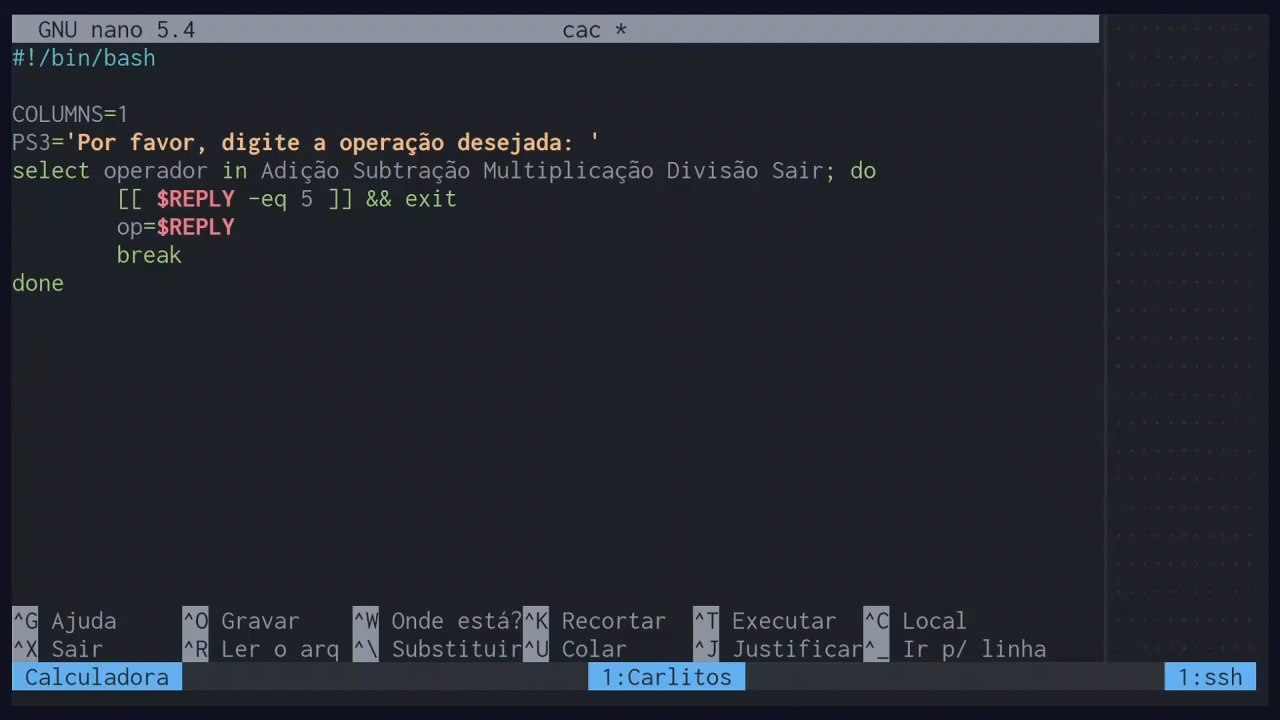 GNU nano 5.4 cac *
#!/bin/bash
COLUMNS=1
PS3='Por favor, digite a operação desejada: '
select operador in Adição Subtração Multiplicação Divisão Sair; do
[[ $REPLY -eq 5 ]] && exit
op=$REPLY
break
done
^G Ajuda ^O Gravar ^W Onde está? ^K Recortar ^T Executar ^C Local
^X Sair ^R Ler o arq ^\ Substituir ^U Colar ^J Justificar ^_ Ir p/ linha
Calculadora 1:Carlitos 1:ssh